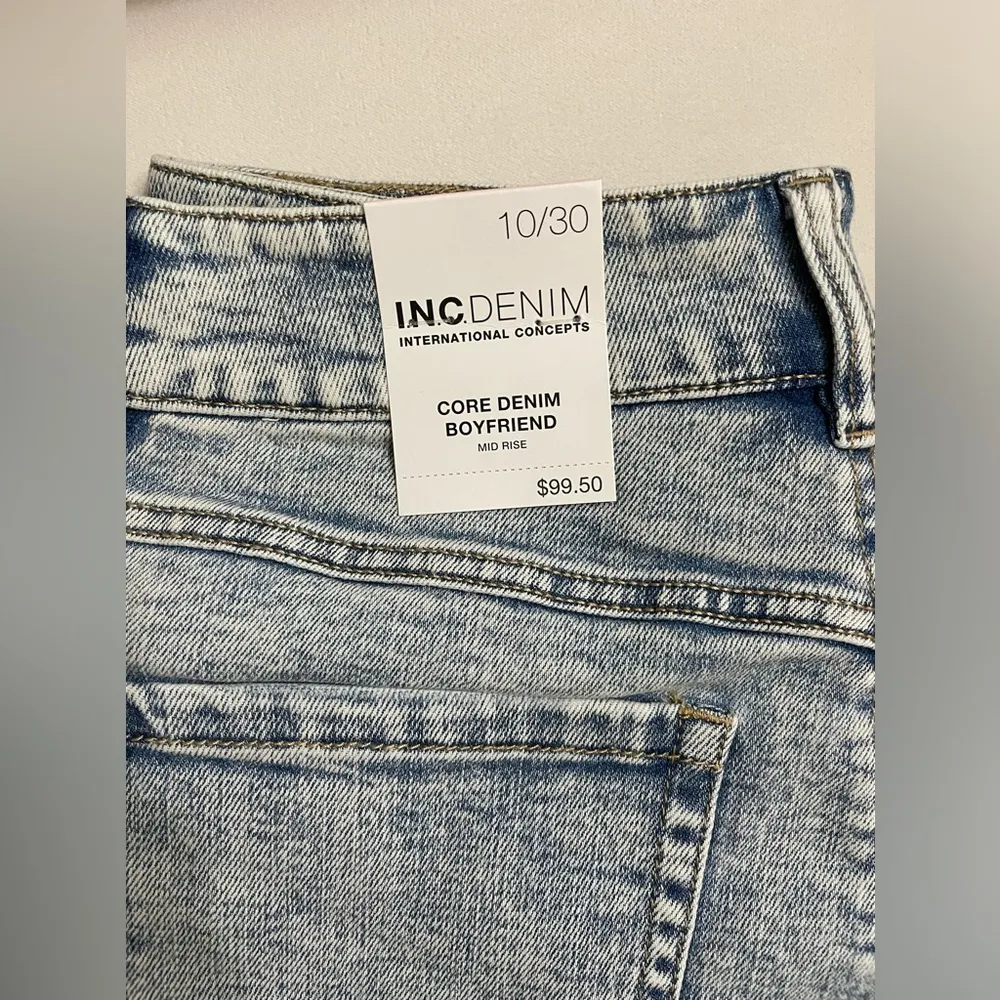 10/30
I.N.C. DENIM
INTERNATIONAL CONCEPTS
CORE DENIM
BOYFRIEND
MID RISE
$99.50